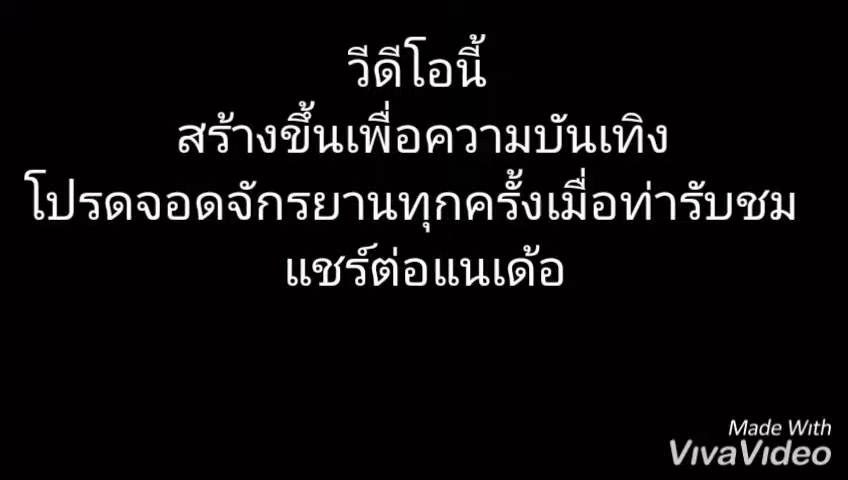 วีดีโอนี้
สร้างขึ้นเพื่อความบันเทิง
โปรดจอดจักรยานทุกครั้งเมื่อท่ารับชม
แชร์ต่อแนเด้อ
Made With
VivaVideo